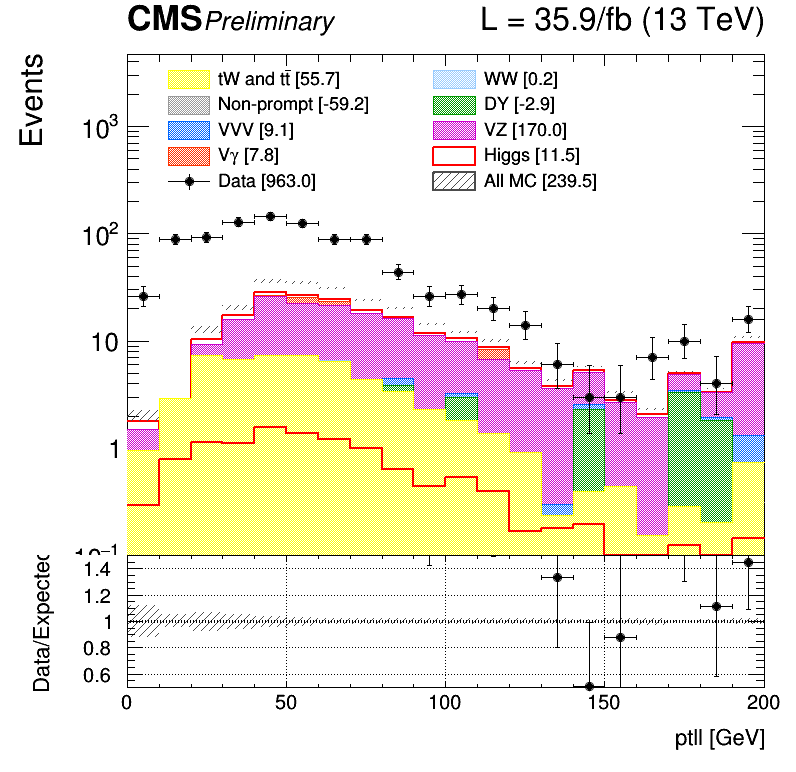 CMS Preliminary L = 35.9/fb (13 TeV)
Events
tW and tt̄ [55.7] WW [0.2]
Non-prompt [-59.2] DY [-2.9]
VVV [9.1] VZ [170.0]
Vγ [7.8] Higgs [11.5]
Data [963.0] All MC [239.5]
10³
10²
10
1
10⁻¹
Data/Expected
1.4
1.2
1
0.8
0.6
0 50 100 150 200
ptll [GeV]